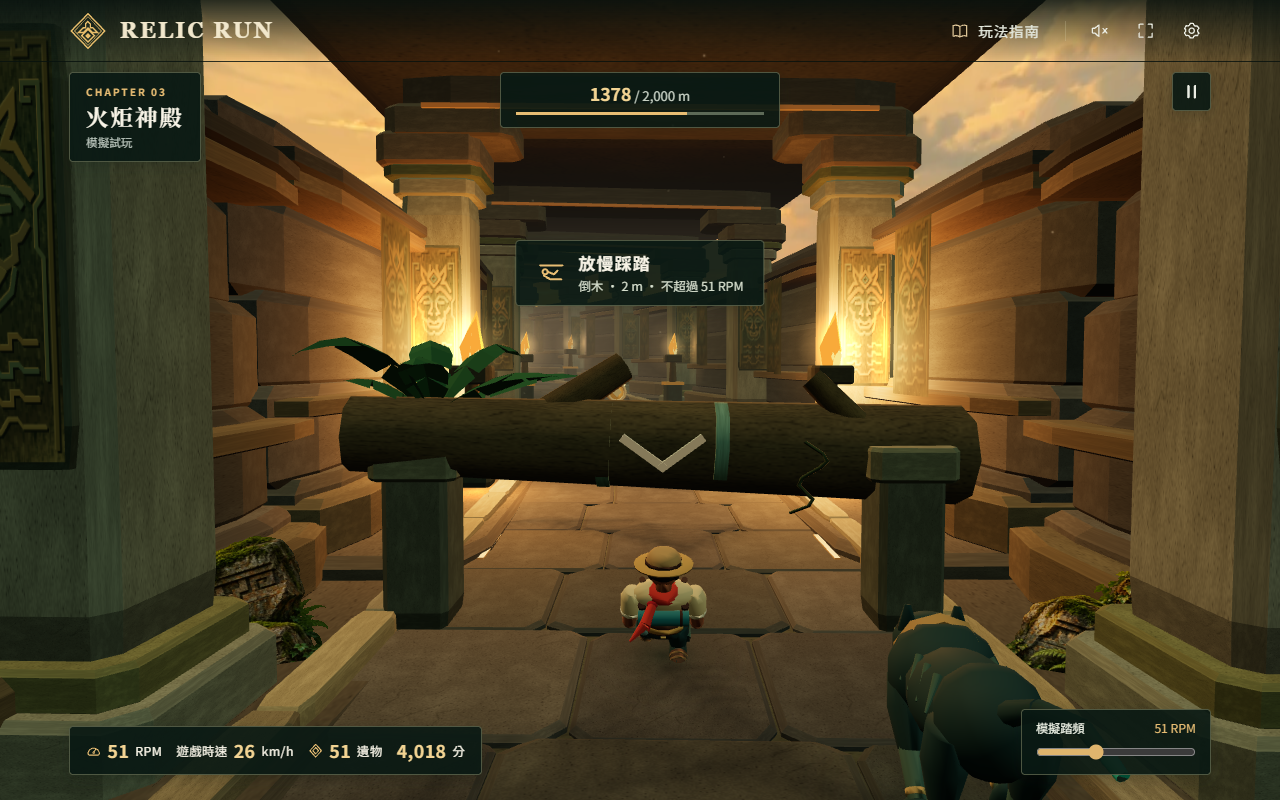 RELIC RUN
玩法指南
CHAPTER 03
火炬神殿
模擬試玩
1378 / 2,000 m
放慢踩踏
倒木 · 2 m · 不超過 51 RPM
51 RPM 遊戲時速 26 km/h 51 遺物 4,018 分
模擬踏頻 51 RPM